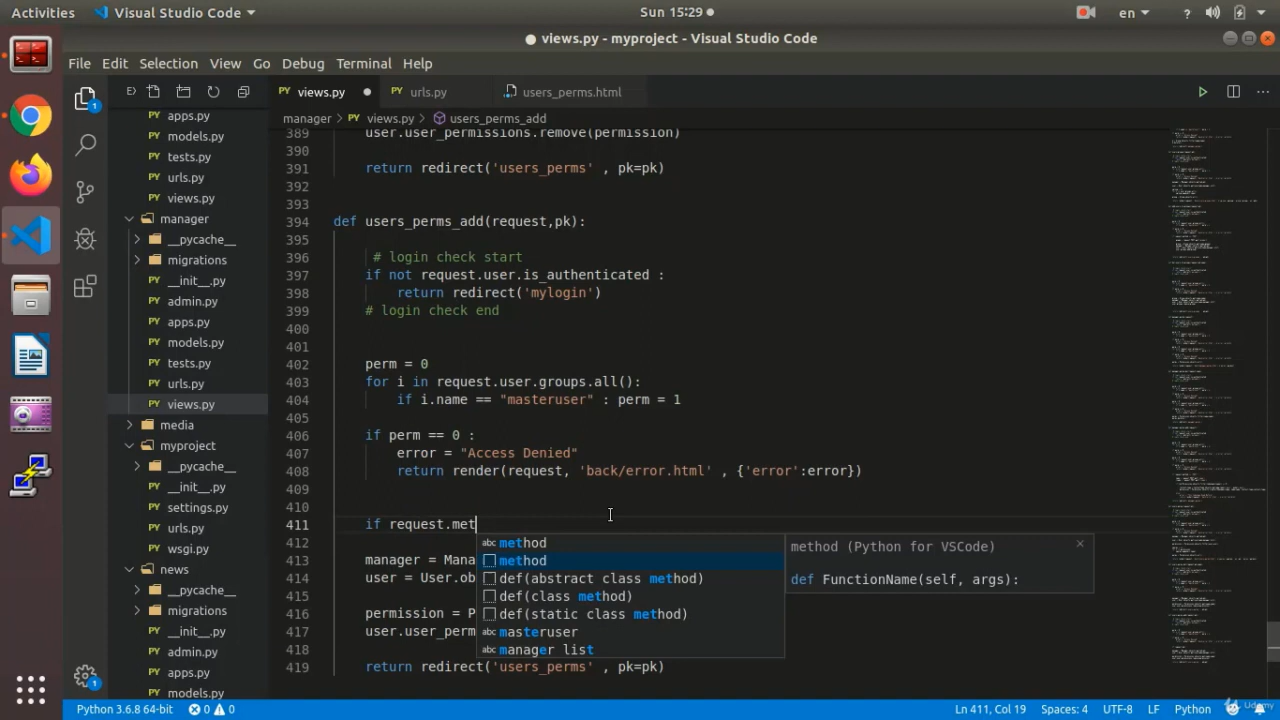 Activities
Visual Studio Code
Sun 15:29
en
views.py - myproject - Visual Studio Code
File Edit Selection View Go Debug Terminal Help
views.py
urls.py
users_perms.html
manager > views.py > users_perms_add
apps.py
models.py
tests.py
urls.py
views.py
manager
__pycache__
migrations
__init__.py
admin.py
apps.py
models.py
tests.py
urls.py
views.py
media
myproject
__pycache__
__init__.py
settings.py
urls.py
wsgi.py
news
__pycache__
migrations
__init__.py
admin.py
apps.py
models.py
389 user.user_permissions.remove(permission)
390
391 return redirect('users_perms' , pk=pk)
392
393
394 def users_perms_add(request,pk):
395
396 # login check start
397 if not request.user.is_authenticated :
398 return redirect('mylogin')
399 # login check end
400
401
402 perm = 0
403 for i in request.user.groups.all():
404 if i.name == "masteruser" : perm = 1
405
406 if perm == 0 :
407 error = "Access Denied"
408 return render(request, 'back/error.html' , {'error':error})
409
410
411 if request.met
412
413 manager = Man
414 user = User.ob
415
416 permission = P
417 user.user_perm
418
419 return redirect('users_perms' , pk=pk)
abc method
method
def(abstract class method)
def(class method)
def(static class method)
abc masteruser
abc manager_list
method (Python for VSCode)
def FunctionName(self, args):
1
1
Python 3.6.8 64-bit
0
0
Ln 411, Col 19
Spaces: 4
UTF-8
LF
Python
Udemy